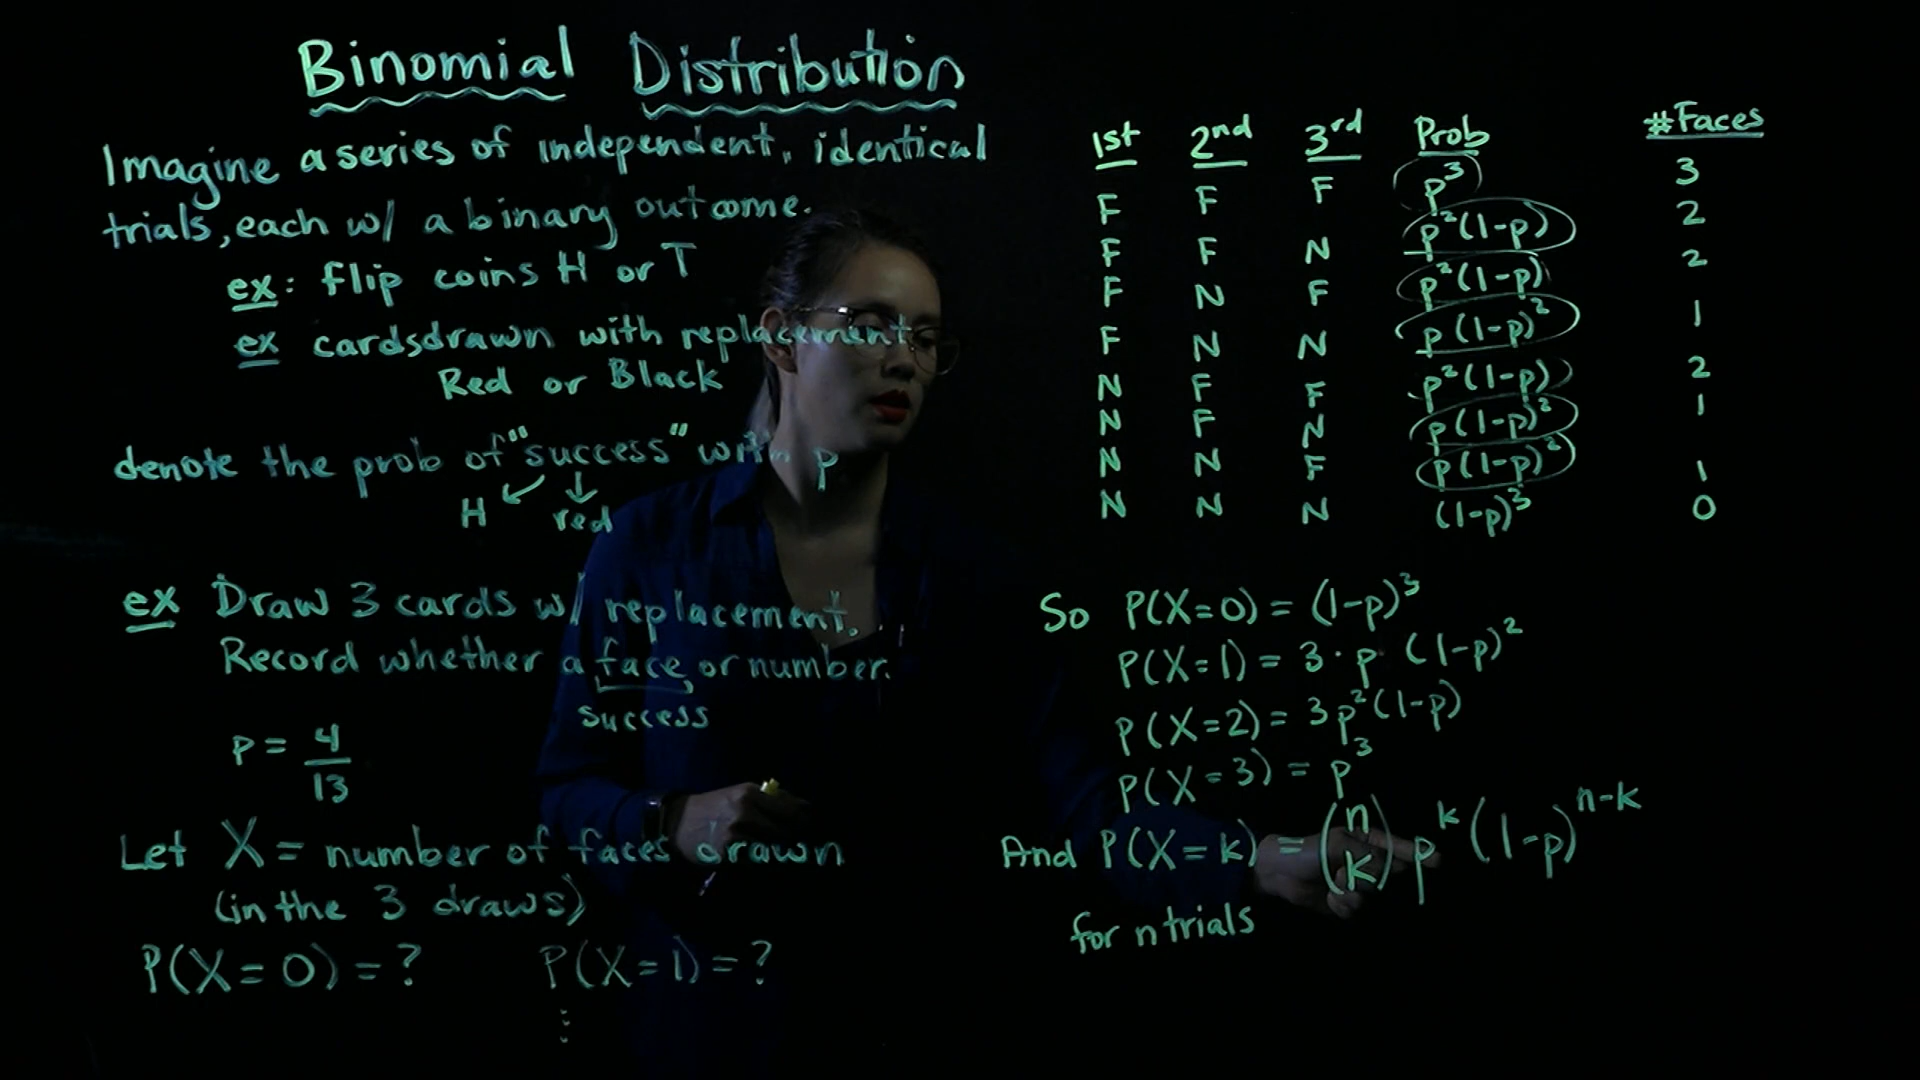 Binomial Distribution
Imagine a series of independent, identical
trials, each w/ a binary outcome.
ex: flip coins H or T
ex cardsdrawn with replacement
Red or Black
denote the prob of "success" with p
H ↙ ↓
red
ex Draw 3 cards w/ replacement.
Record whether a face or number.
success
p = 4/13
Let X = number of faces drawn
(in the 3 draws)
P(X=0) = ? P(X=1) = ?
⋮
1st 2nd 3rd Prob #Faces
F F F p³ 3
F F N p²(1-p) 2
F N F p²(1-p) 2
F N N p(1-p)² 1
N F F p²(1-p) 2
N F N p(1-p)² 1
N N F p(1-p)² 1
N N N (1-p)³ 0
So P(X=0) = (1-p)³
P(X=1) = 3·p (1-p)²
P(X=2) = 3p²(1-p)
P(X=3) = p³
And P(X=k) = (n k) p^k (1-p)^n-k
for n trials